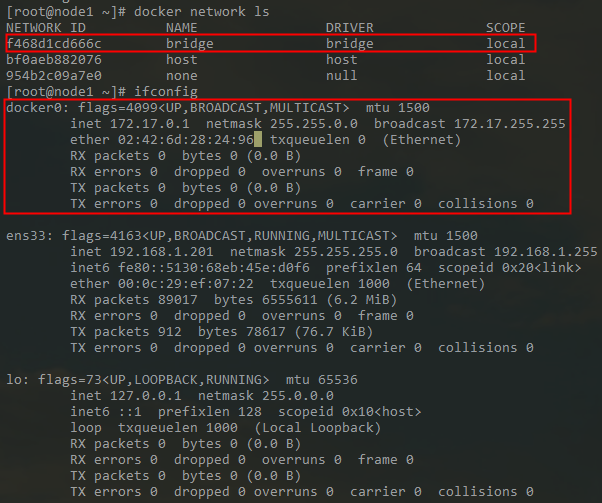 [root@node1 ~]# docker network ls
NETWORK ID          NAME                DRIVER              SCOPE
f468d1cd666c        bridge              bridge              local
bf0aeb882076        host                host                local
954b2c09a7e0        none                null                local
[root@node1 ~]# ifconfig
docker0: flags=4099<UP,BROADCAST,MULTICAST>  mtu 1500
        inet 172.17.0.1  netmask 255.255.0.0  broadcast 172.17.255.255
        ether 02:42:6d:28:24:96  txqueuelen 0  (Ethernet)
        RX packets 0  bytes 0 (0.0 B)
        RX errors 0  dropped 0  overruns 0  frame 0
        TX packets 0  bytes 0 (0.0 B)
        TX errors 0  dropped 0 overruns 0  carrier 0  collisions 0
ens33: flags=4163<UP,BROADCAST,RUNNING,MULTICAST>  mtu 1500
        inet 192.168.1.201  netmask 255.255.255.0  broadcast 192.168.1.255
        inet6 fe80::5130:68eb:45e:d0f6  prefixlen 64  scopeid 0x20<link>
        ether 00:0c:29:ef:07:22  txqueuelen 1000  (Ethernet)
        RX packets 89017  bytes 6555611 (6.2 MiB)
        RX errors 0  dropped 0  overruns 0  frame 0
        TX packets 912  bytes 78617 (76.7 KiB)
        TX errors 0  dropped 0 overruns 0  carrier 0  collisions 0
lo: flags=73<UP,LOOPBACK,RUNNING>  mtu 65536
        inet 127.0.0.1  netmask 255.0.0.0
        inet6 ::1  prefixlen 128  scopeid 0x10<host>
        loop  txqueuelen 1000  (Local Loopback)
        RX packets 0  bytes 0 (0.0 B)
        RX errors 0  dropped 0  overruns 0  frame 0
        TX packets 0  bytes 0 (0.0 B)
        TX errors 0  dropped 0 overruns 0  carrier 0  collisions 0